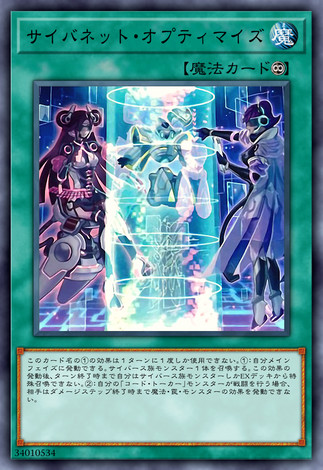 サイバネット・オプティマイズ
魔
【魔法カード】
このカード名の①の効果は1ターンに1度しか使用できない。①:自分メイン
フェイズに発動できる。サイバース族モンスター1体を召喚する。この効果の
発動後、ターン終了時まで自分はサイバース族モンスターしかEXデッキから特
殊召喚できない。②:自分の「コード・トーカー」モンスターが戦闘を行う場合、
相手はダメージステップ終了時まで魔法・罠・モンスターの効果を発動できな
い。
34010534